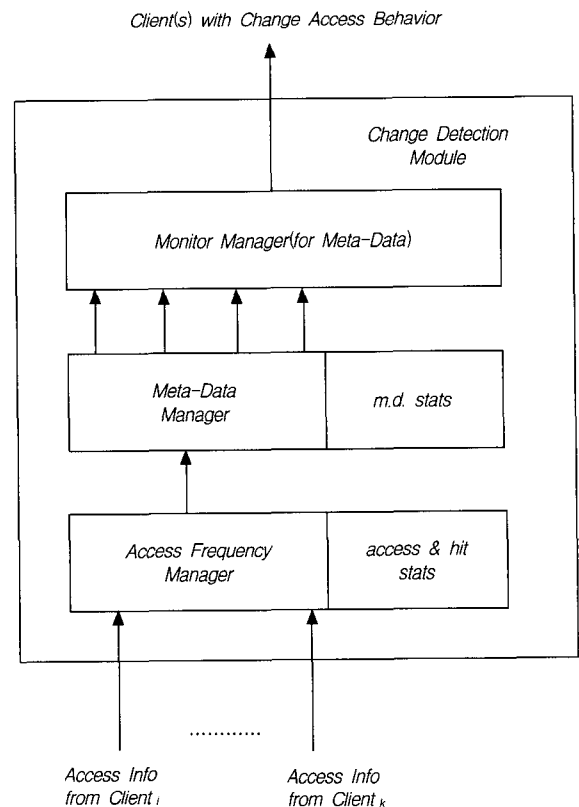 Client(s) with Change Access Behavior
Change Detection
Module
Monitor Manager(for Meta-Data)
Meta-Data
Manager
m.d. stats
Access Frequency
Manager
access & hit
stats
............
Access Info
from Client i
Access Info
from Client k